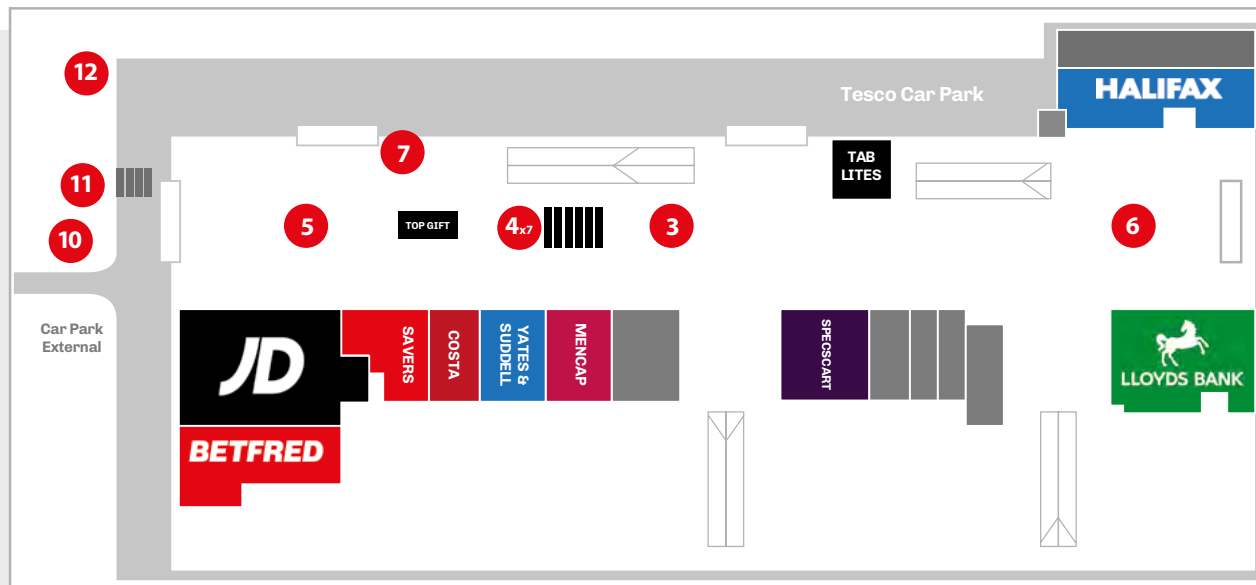 12
Tesco Car Park
HALIFAX
7
TAB
LITES
11
10
5
TOP GIFT
4x7
3
6
Car Park
External
JD
SAVERS
COSTA
YATES &
SUDDELL
MENCAP
SPECSCART
LLOYDS BANK
BETFRED